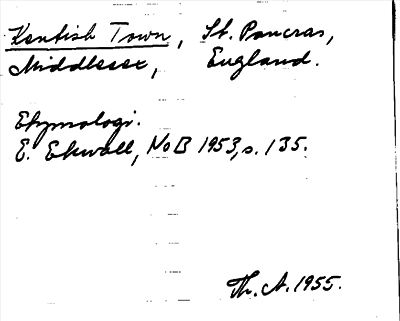 Kentish Town, St. Pancras,
Middlesex, England.
Etymologi.
E. Ekwall, NoB 1953, s. 135.
Th. A. 1955.